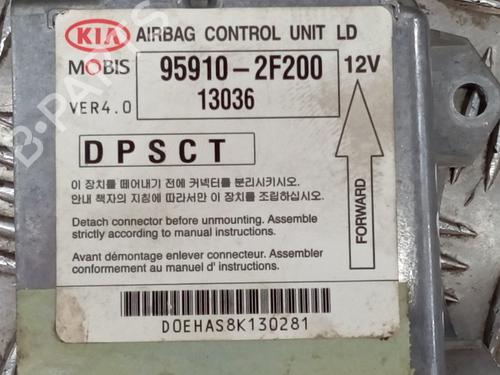 KIA AIRBAG CONTROL UNIT LD
MOBIS 95910-2F200 12V
VER4.0 13036
DPSCT
이 장치를 떼어내기 전에 커넥터를 분리시키시오.
안내 책자의 지침에 따라서만 이 장치를 조립하십시오.
FORWARD
Detach connector before unmounting. Assemble
strictly according to manual instructions.
Avant démontage enlever connecteur. Assembler
conformement au manuel d' instructions.
DOEHAS8K130281
B-PARTS